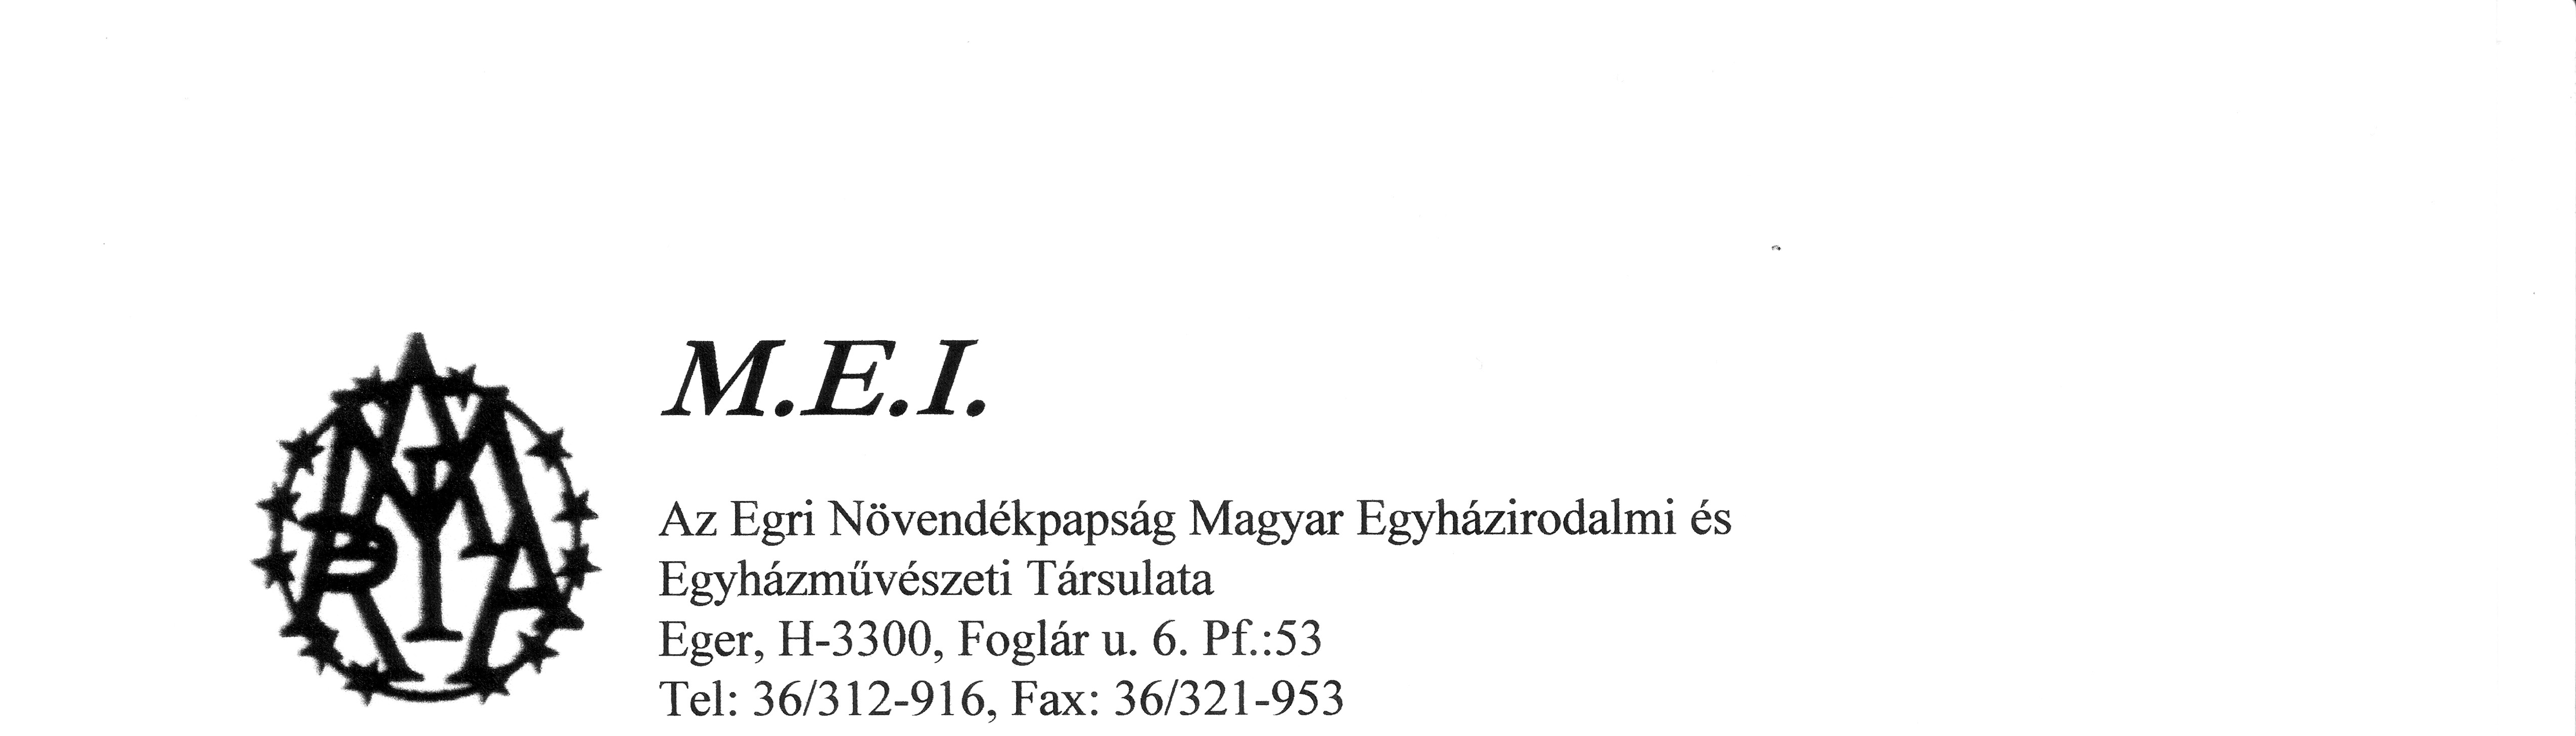 M.E.I.
Az Egri Növendékpapság Magyar Egyházirodalmi és
Egyházművészeti Társulata
Eger, H-3300, Foglár u. 6. Pf.:53
Tel: 36/312-916, Fax: 36/321-953